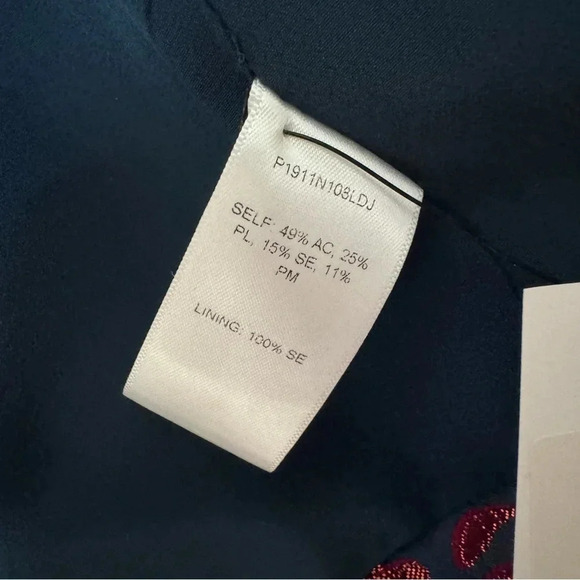 P1911N108LDJ
SELF: 49% AC, 25%
PL, 15% SE, 11%
PM
LINING: 100% SE